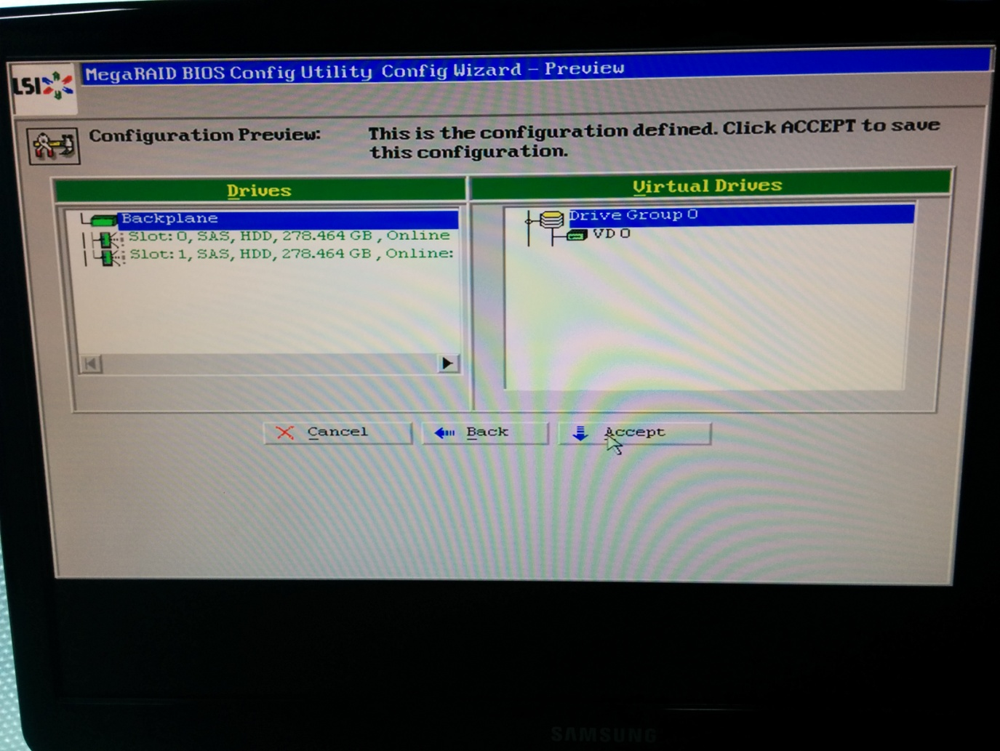 LSI
MegaRAID BIOS Config Utility Config Wizard – Preview
Configuration Preview:
This is the configuration defined. Click ACCEPT to save
this configuration.
Drives
Virtual Drives
Backplane
Slot: 0, SAS, HDD, 278.464 GB , Online
Slot: 1, SAS, HDD, 278.464 GB , Online:
Drive Group 0
VD 0
Cancel
Back
Accept
SAMSUNG